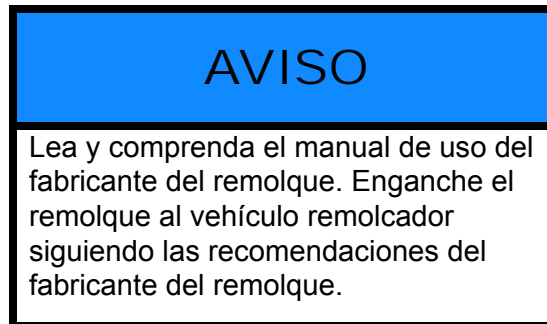 AVISO
Lea y comprenda el manual de uso del
fabricante del remolque. Enganche el
remolque al vehículo remolcador
siguiendo las recomendaciones del
fabricante del remolque.